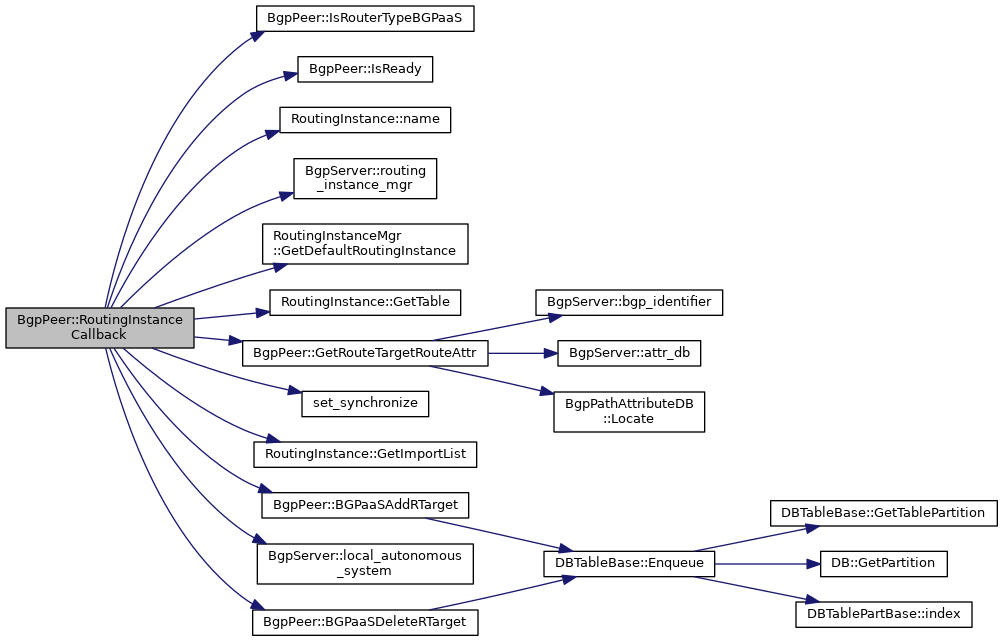 BgpPeer::IsRouterTypeBGPaaS
BgpPeer::IsReady
RoutingInstance::name
BgpServer::routing
_instance_mgr
RoutingInstanceMgr
::GetDefaultRoutingInstance
RoutingInstance::GetTable
BgpServer::bgp_identifier
BgpPeer::RoutingInstance
Callback
BgpPeer::GetRouteTargetRouteAttr
BgpServer::attr_db
set_synchronize
BgpPathAttributeDB
::Locate
RoutingInstance::GetImportList
BgpPeer::BGPaaSAddRTarget
DBTableBase::GetTablePartition
BgpServer::local_autonomous
_system
DBTableBase::Enqueue
DB::GetPartition
BgpPeer::BGPaaSDeleteRTarget
DBTablePartBase::index